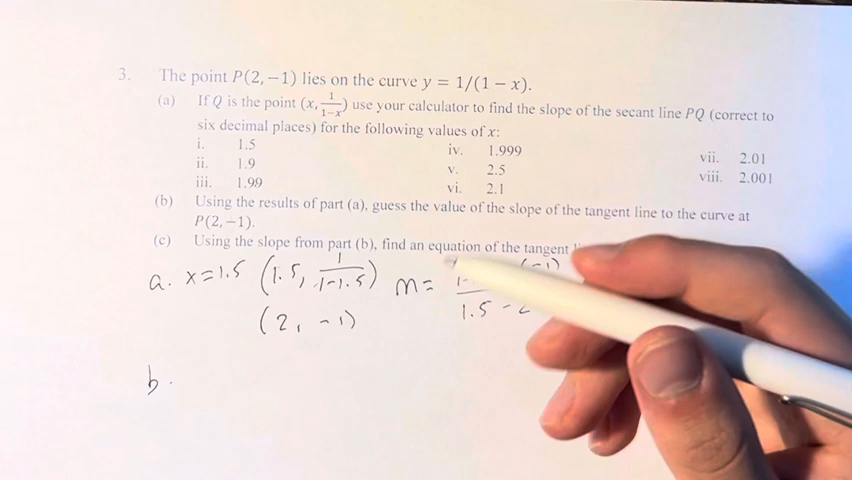 3. The point P(2, −1) lies on the curve y = 1/(1 − x).
(a) If Q is the point (x, 1/(1−x)) use your calculator to find the slope of the secant line PQ (correct to
six decimal places) for the following values of x:
i. 1.5
ii. 1.9
iii. 1.99
iv. 1.999
v. 2.5
vi. 2.1
vii. 2.01
viii. 2.001
(b) Using the results of part (a), guess the value of the slope of the tangent line to the curve at
P(2, −1).
(c) Using the slope from part (b), find an equation of the tangent
a. x=1.5 (1.5, 1/(1-1.5)) m=
(2, -1) 1.5 -
b.